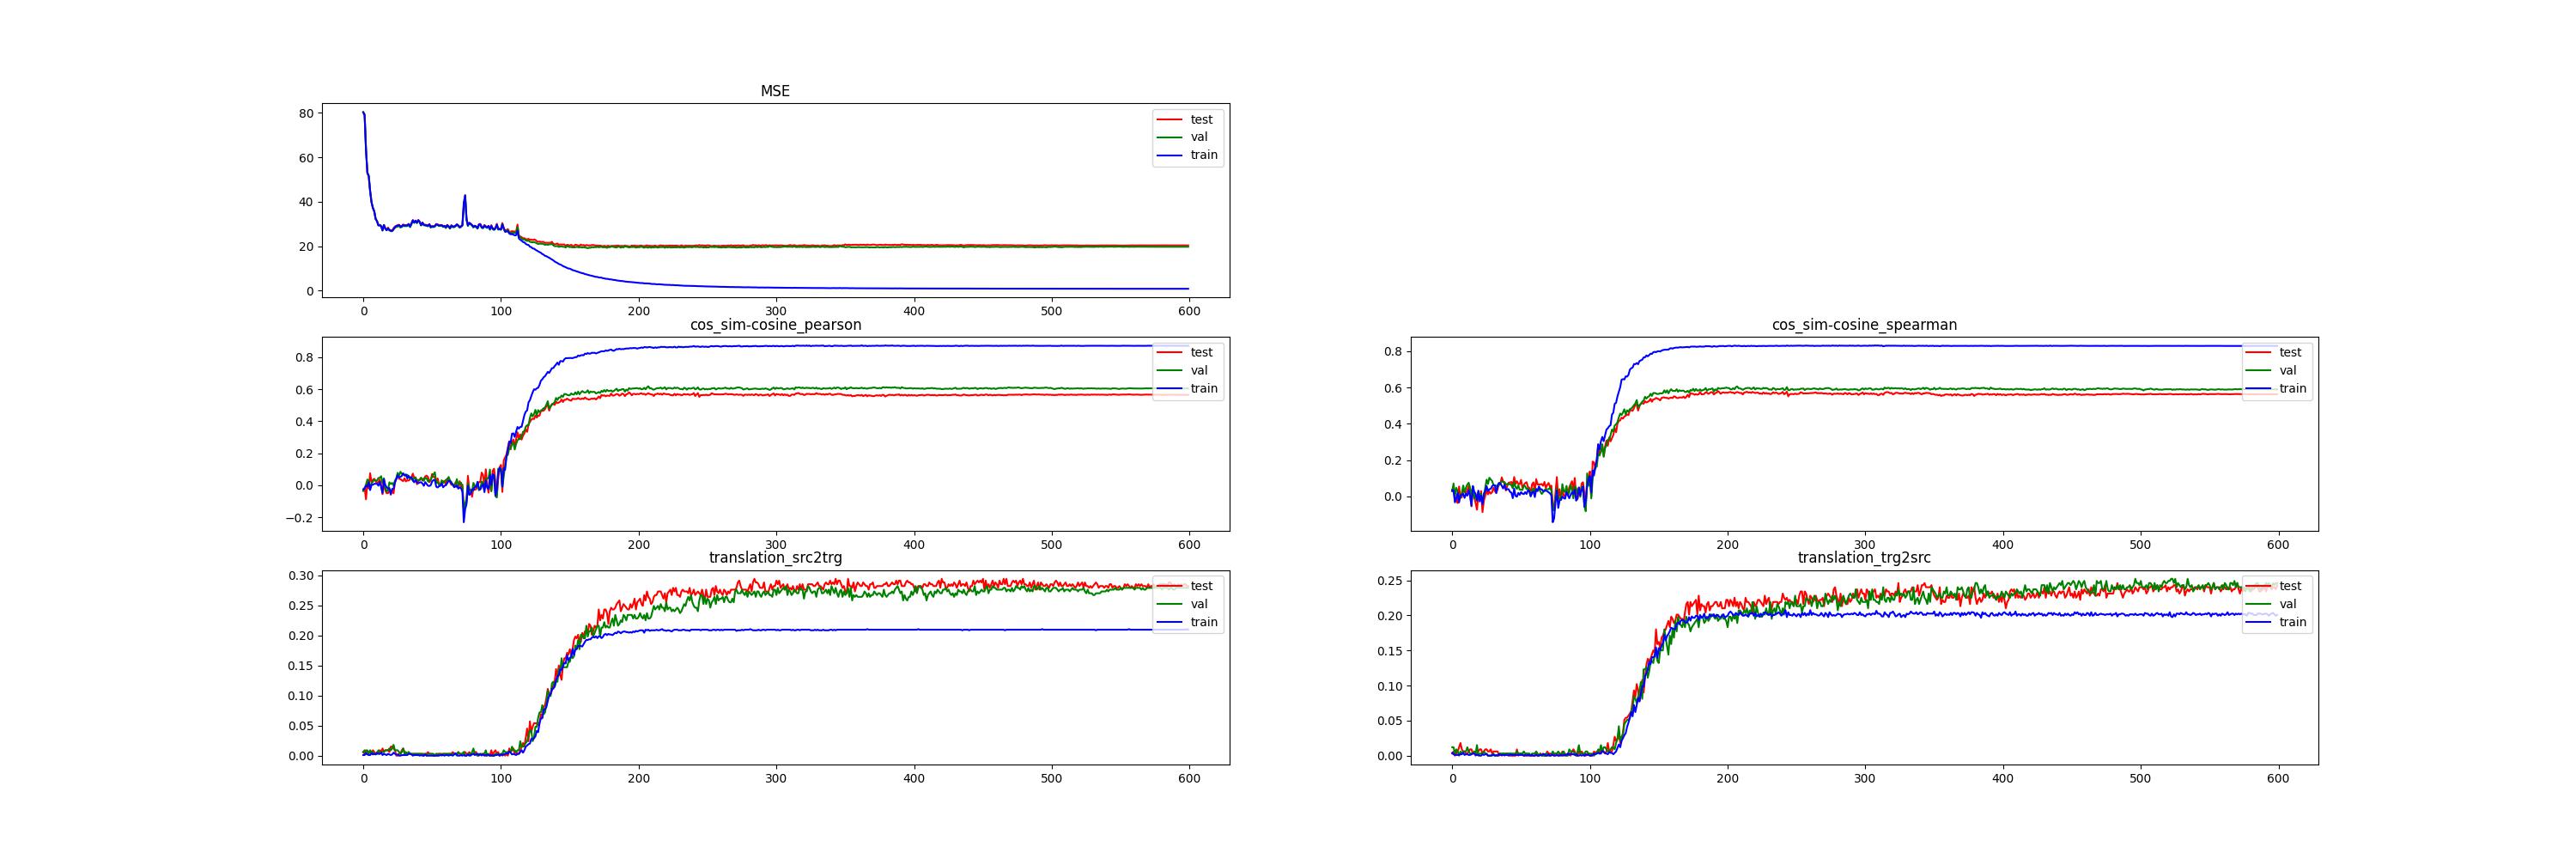 MSE
80
60
40
20
0
test
val
train
0 100 200 300 400 500 600
cos_sim-cosine_pearson
0.8
0.6
0.4
0.2
0.0
−0.2
test
val
train
0 100 200 300 400 500 600
cos_sim-cosine_spearman
0.8
0.6
0.4
0.2
0.0
test
val
train
0 100 200 300 400 500 600
translation_src2trg
0.30
0.25
0.20
0.15
0.10
0.05
0.00
test
val
train
0 100 200 300 400 500 600
translation_trg2src
0.25
0.20
0.15
0.10
0.05
0.00
test
val
train
0 100 200 300 400 500 600